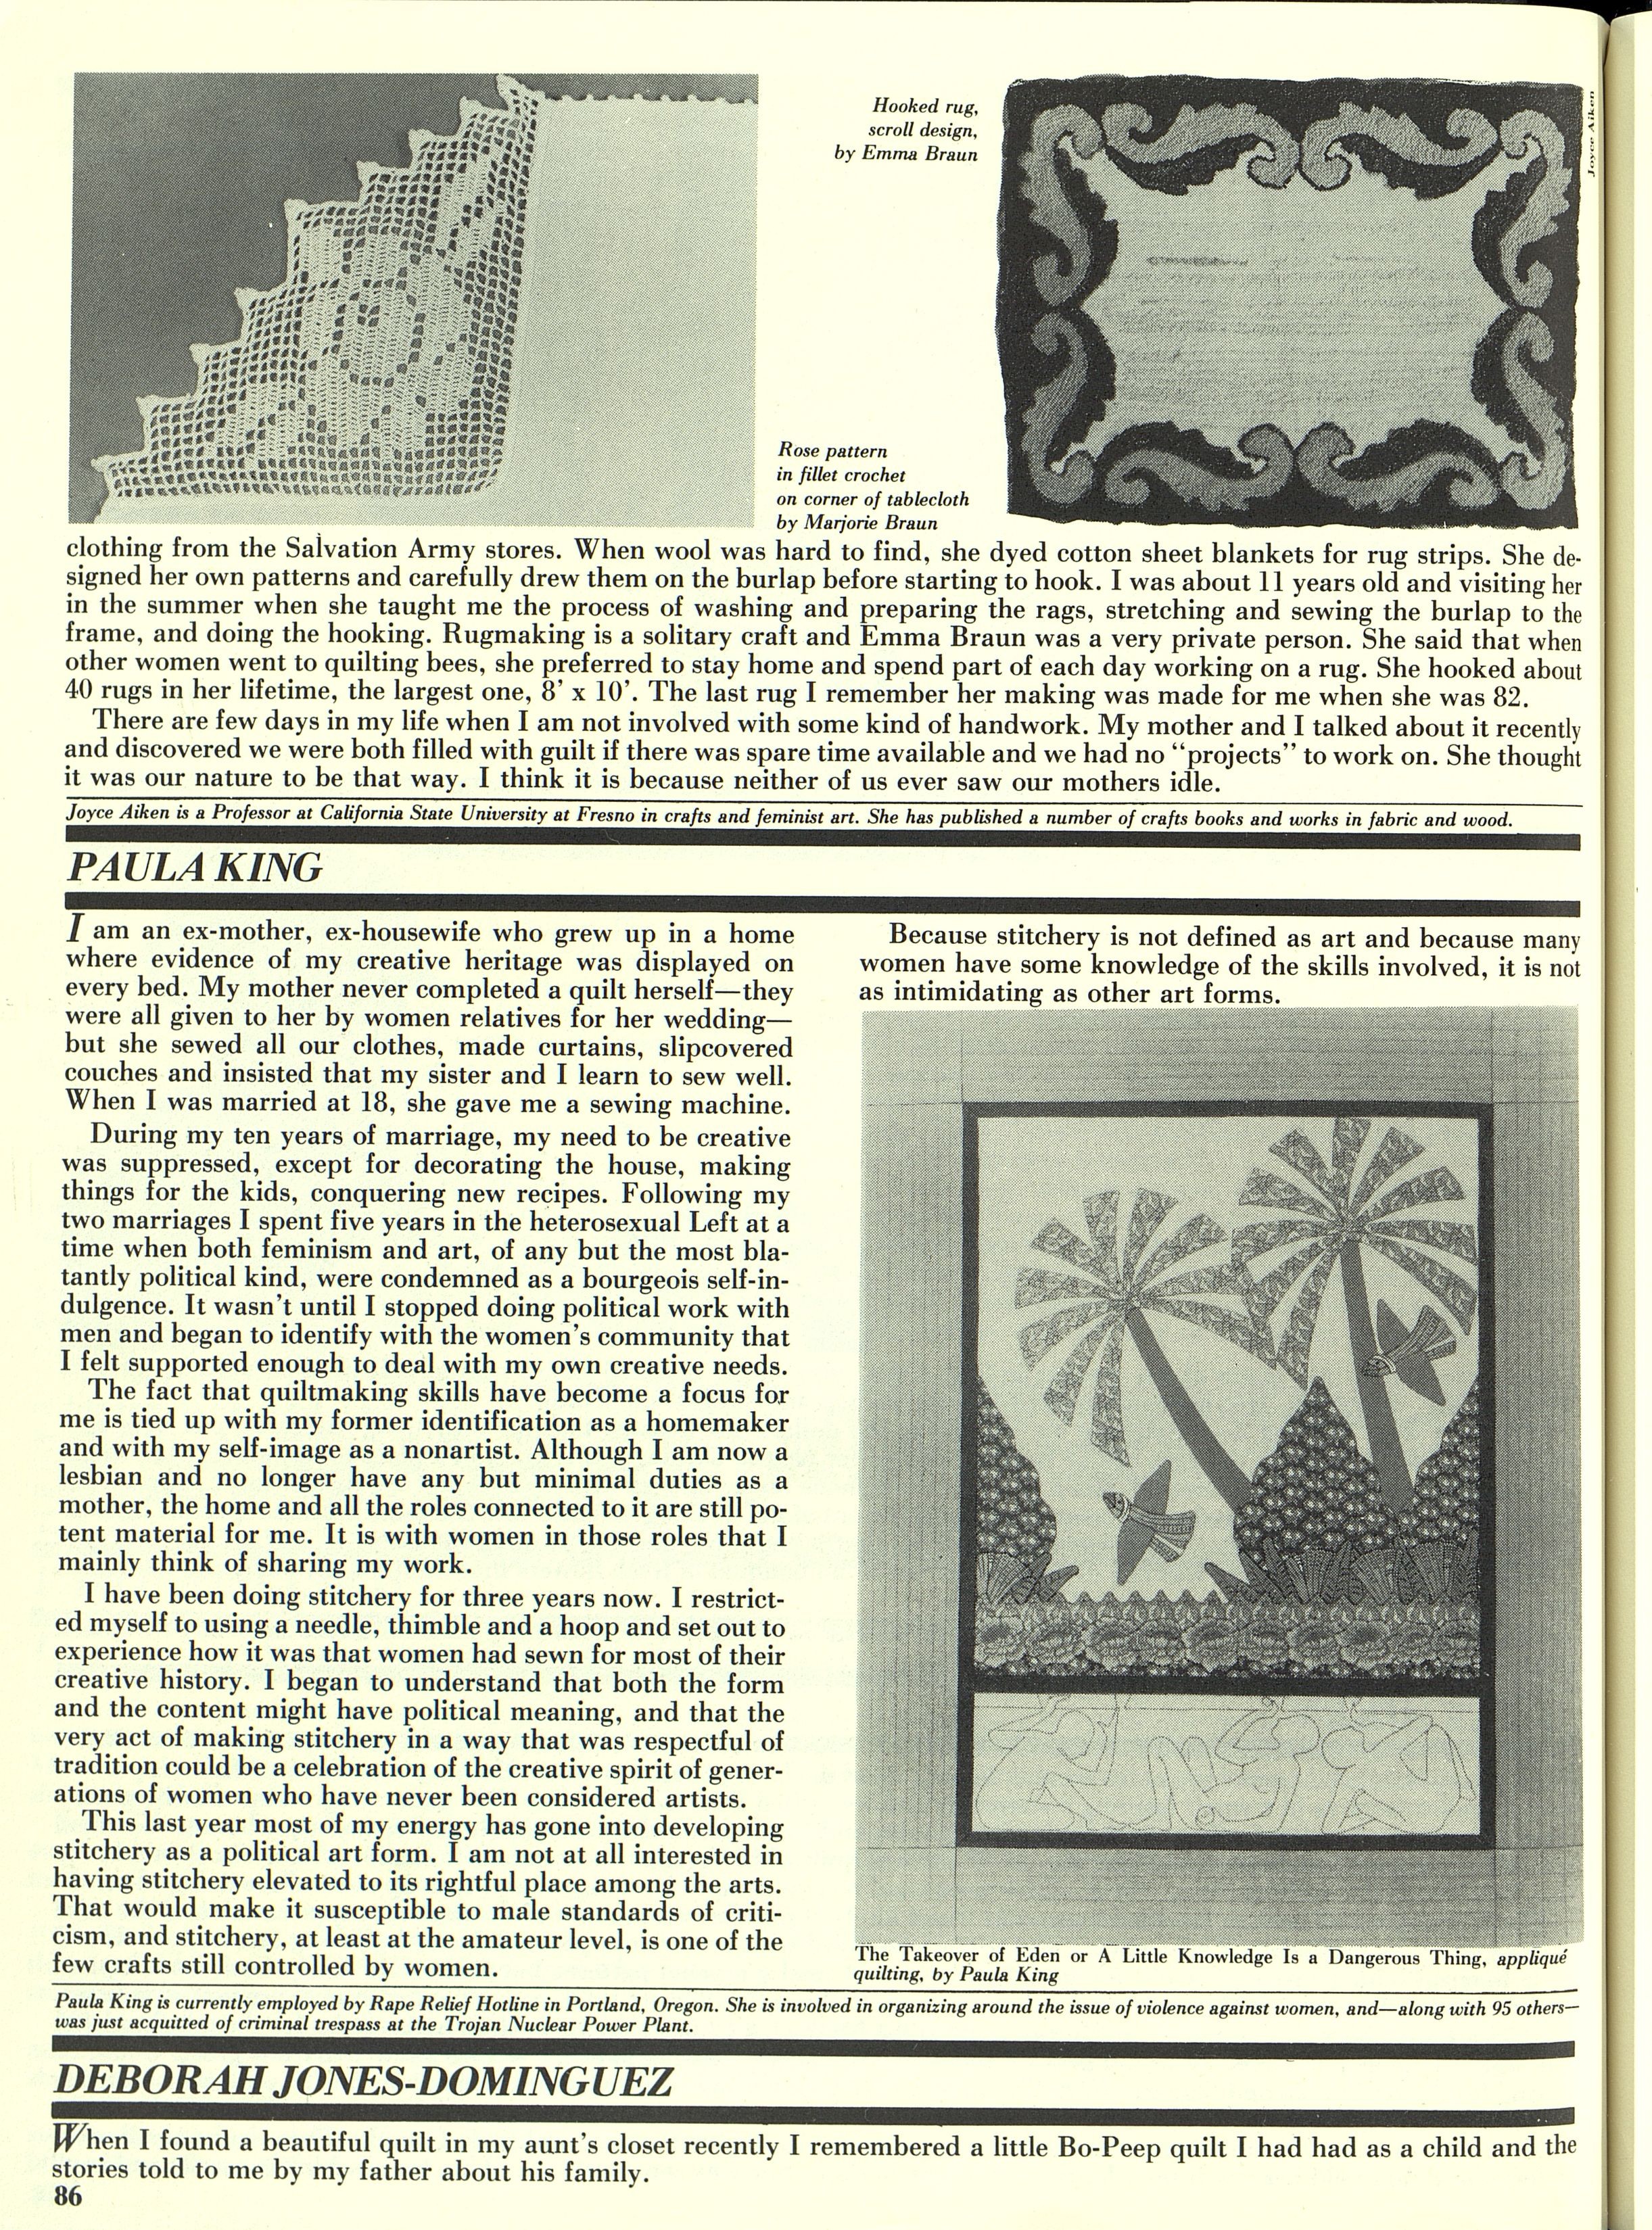 Hooked rug,
scroll design,
by Emma Braun
Joyce Aiken
Rose pattern
in fillet crochet
on corner of tablecloth
by Marjorie Braun
clothing from the Salvation Army stores. When wool was hard to find, she dyed cotton sheet blankets for rug strips. She de-
signed her own patterns and carefully drew them on the burlap before starting to hook. I was about 11 years old and visiting her
in the summer when she taught me the process of washing and preparing the rags, stretching and sewing the burlap to the
frame, and doing the hooking. Rugmaking is a solitary craft and Emma Braun was a very private person. She said that when
other women went to quilting bees, she preferred to stay home and spend part of each day working on a rug. She hooked about
40 rugs in her lifetime, the largest one, 8’ x 10’. The last rug I remember her making was made for me when she was 82.
There are few days in my life when I am not involved with some kind of handwork. My mother and I talked about it recently
and discovered we were both filled with guilt if there was spare time available and we had no “projects” to work on. She thought
it was our nature to be that way. I think it is because neither of us ever saw our mothers idle.
Joyce Aiken is a Professor at California State University at Fresno in crafts and feminist art. She has published a number of crafts books and works in fabric and wood.
PAULA KING
I am an ex-mother, ex-housewife who grew up in a home
where evidence of my creative heritage was displayed on
every bed. My mother never completed a quilt herself—they
were all given to her by women relatives for her wedding—
but she sewed all our clothes, made curtains, slipcovered
couches and insisted that my sister and I learn to sew well.
When I was married at 18, she gave me a sewing machine.
During my ten years of marriage, my need to be creative
was suppressed, except for decorating the house, making
things for the kids, conquering new recipes. Following my
two marriages I spent five years in the heterosexual Left at a
time when both feminism and art, of any but the most bla-
tantly political kind, were condemned as a bourgeois self-in-
dulgence. It wasn’t until I stopped doing political work with
men and began to identify with the women’s community that
I felt supported enough to deal with my own creative needs.
The fact that quiltmaking skills have become a focus for
me is tied up with my former identification as a homemaker
and with my self-image as a nonartist. Although I am now a
lesbian and no longer have any but minimal duties as a
mother, the home and all the roles connected to it are still po-
tent material for me. It is with women in those roles that I
mainly think of sharing my work.
I have been doing stitchery for three years now. I restrict-
ed myself to using a needle, thimble and a hoop and set out to
experience how it was that women had sewn for most of their
creative history. I began to understand that both the form
and the content might have political meaning, and that the
very act of making stitchery in a way that was respectful of
tradition could be a celebration of the creative spirit of gener-
ations of women who have never been considered artists.
This last year most of my energy has gone into developing
stitchery as a political art form. I am not at all interested in
having stitchery elevated to its rightful place among the arts.
That would make it susceptible to male standards of criti-
cism, and stitchery, at least at the amateur level, is one of the
few crafts still controlled by women.
Because stitchery is not defined as art and because many
women have some knowledge of the skills involved, it is not
as intimidating as other art forms.
The Takeover of Eden or A Little Knowledge Is a Dangerous Thing, appliqué
quilting, by Paula King
Paula King is currently employed by Rape Relief Hotline in Portland, Oregon. She is involved in organizing around the issue of violence against women, and—along with 95 others—
was just acquitted of criminal trespass at the Trojan Nuclear Power Plant.
DEBORAH JONES-DOMINGUEZ
When I found a beautiful quilt in my aunt’s closet recently I remembered a little Bo-Peep quilt I had had as a child and the
stories told to me by my father about his family.
86